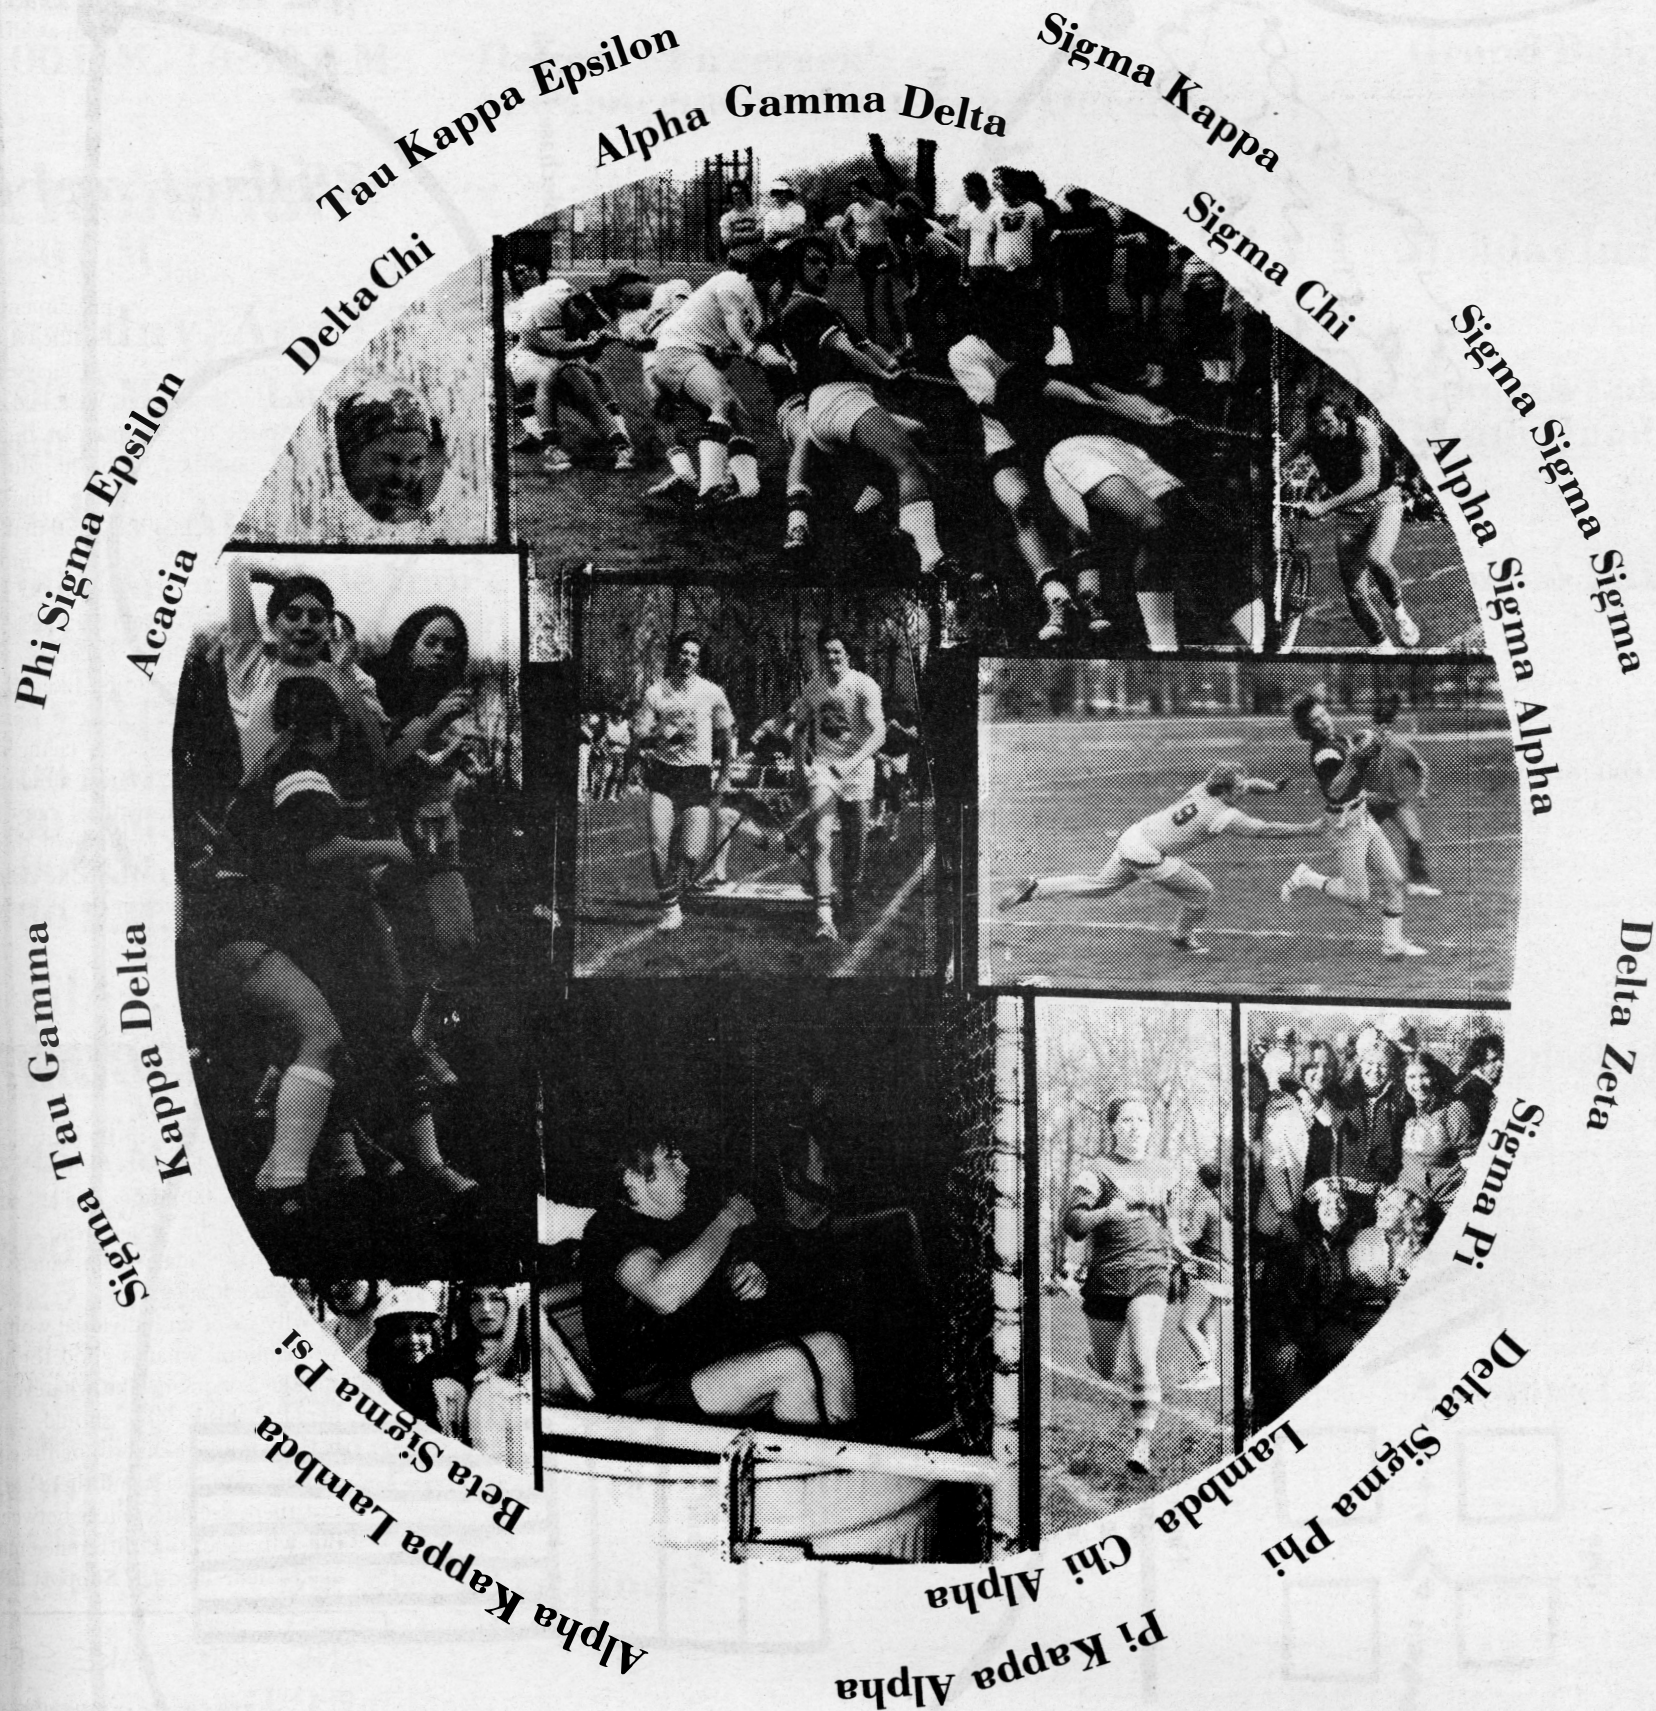 Tau Kappa Epsilon
Sigma Kappa
Alpha Gamma Delta
Sigma Chi
Delta Chi
Sigma Sigma Sigma
Phi Sigma Epsilon
Alpha Sigma Alpha
Acacia
Delta Zeta
Sigma Tau Gamma
Kappa Delta
Sigma Pi
Beta Sigma Psi
Delta Sigma Phi
Lambda Chi Alpha
Alpha Kappa Lambda
Pi Kappa Alpha
9